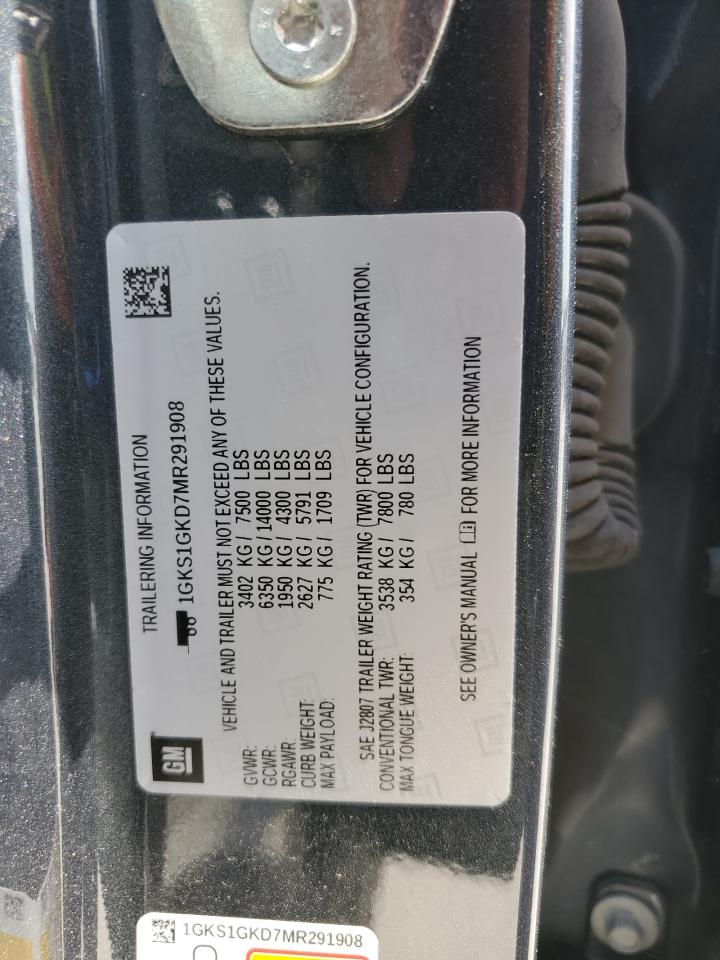 TRAILERING INFORMATION
1GKS1GKD7MR291908
GM
VEHICLE AND TRAILER MUST NOT EXCEED ANY OF THESE VALUES.
GVWR: 3402 KG / 7500 LBS
GCWR: 6350 KG / 14000 LBS
RGAWR: 1950 KG / 4300 LBS
CURB WEIGHT: 2627 KG / 5791 LBS
MAX PAYLOAD: 775 KG / 1709 LBS
SAE J2807 TRAILER WEIGHT RATING (TWR) FOR VEHICLE CONFIGURATION.
CONVENTIONAL TWR: 3538 KG / 7800 LBS
MAX TONGUE WEIGHT: 354 KG / 780 LBS
SEE OWNER'S MANUAL FOR MORE INFORMATION
1GKS1GKD7MR291908